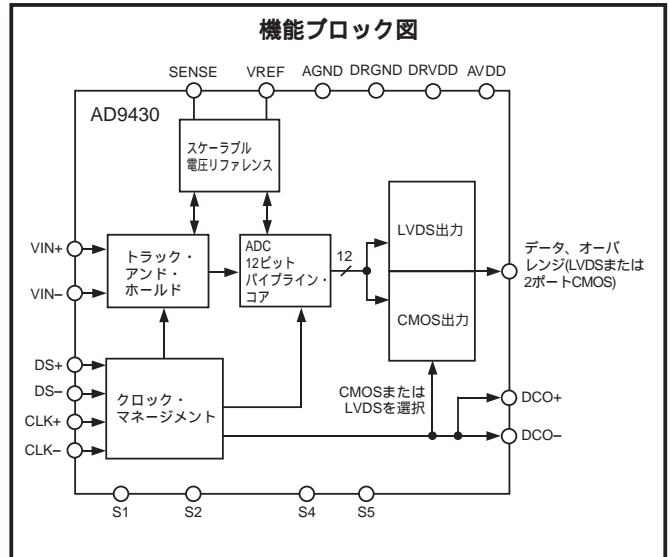 機能ブロック図
SENSE VREF AGND DRGND DRVDD AVDD
AD9430
スケーラブル
電圧リファレンス
VIN+
VIN–
トラック・
アンド・
ホールド
ADC
12ビット
パイプライン・
コア
12
LVDS出力
CMOS出力
データ、オーバ
レンジ(LVDSまたは
2ポートCMOS)
DS+
DS–
CLK+
CLK–
クロック・
マネージメント
CMOSまたは
LVDSを選択
DCO+
DCO–
S1 S2 S4 S5